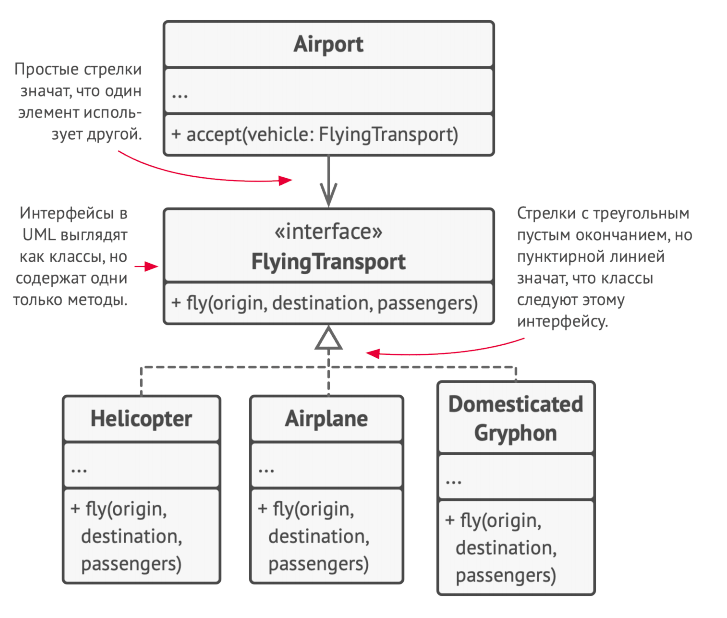 Airport
...
+ accept(vehicle: FlyingTransport)
Простые стрелки
значат, что один
элемент исполь-
зует другой.
«interface»
FlyingTransport
+ fly(origin, destination, passengers)
Интерфейсы в
UML выглядят
как классы, но
содержат одни
только методы.
Стрелки с треугольным
пустым окончанием, но
пунктирной линией
значат, что классы
следуют этому
интерфейсу.
Helicopter
...
+ fly(origin,
destination,
passengers)
Airplane
...
+ fly(origin,
destination,
passengers)
Domesticated
Gryphon
...
+ fly(origin,
destination,
passengers)